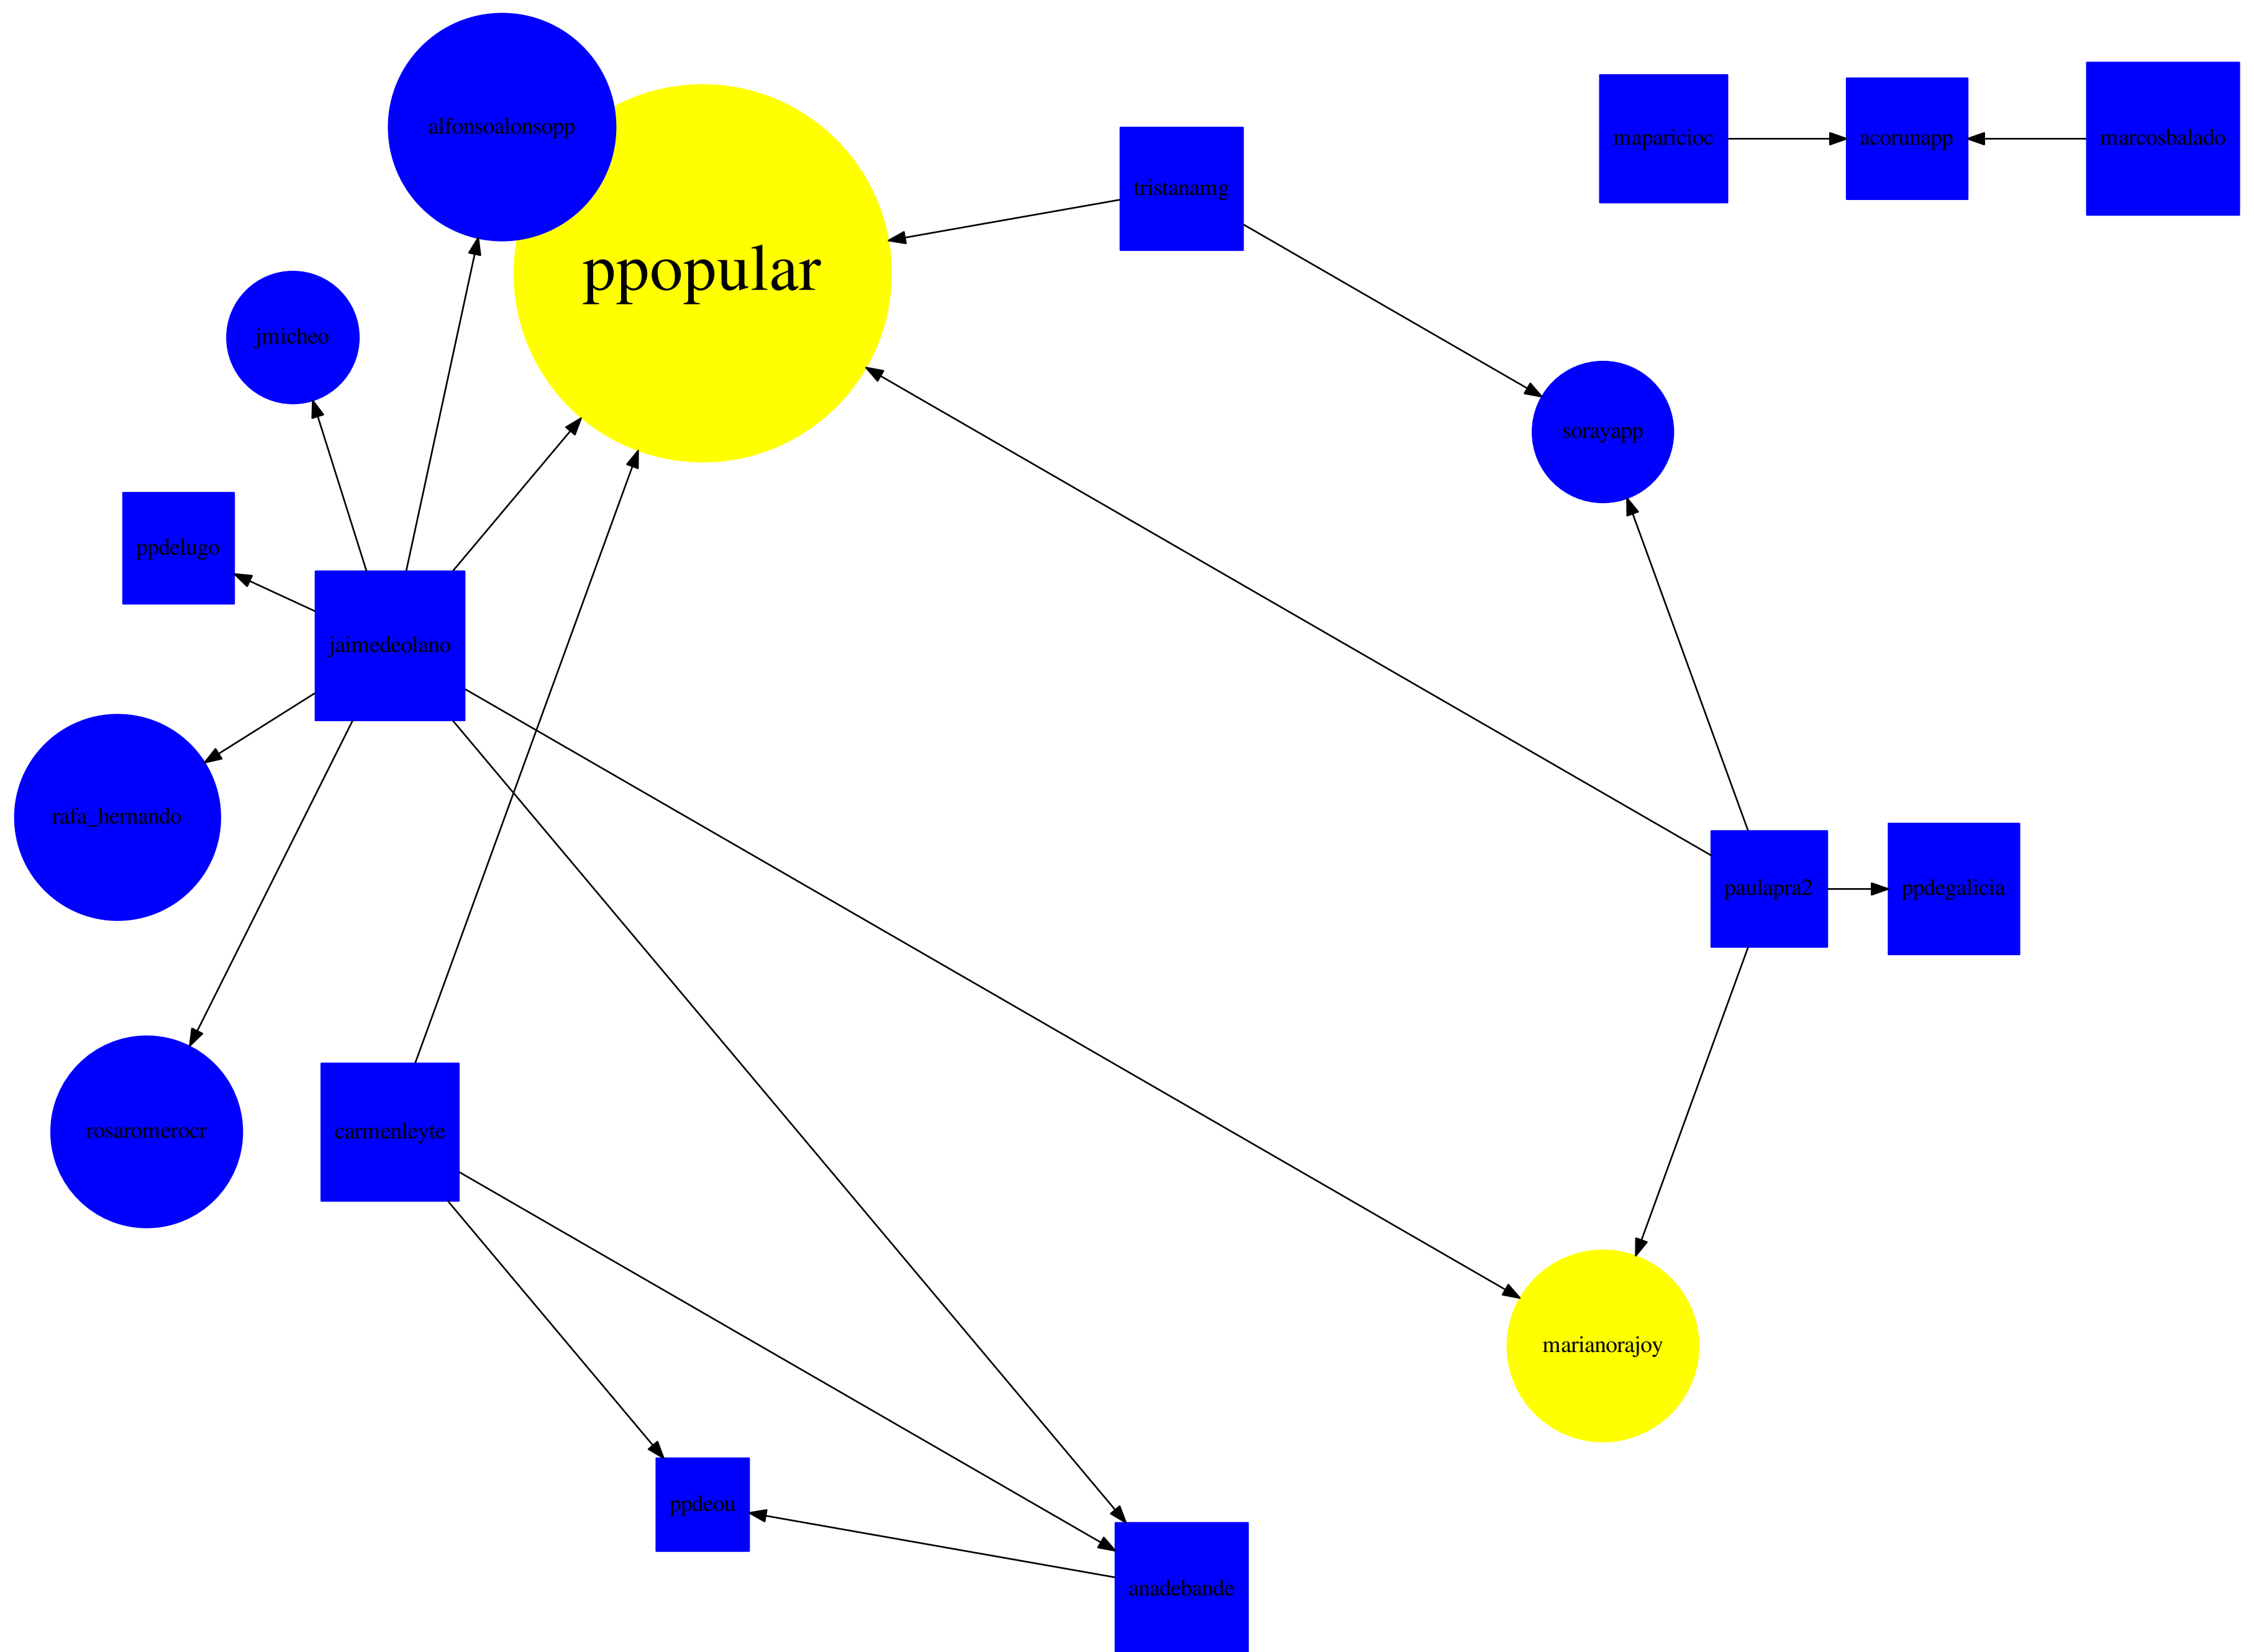 alfonsoalonsopp
ppopular
tristanamg
maparicioc
acorunapp
marcosbalado
jmicheo
sorayapp
ppdelugo
jaimedeolano
rafa_hernando
paulapra2
ppdegalicia
rosaromerocr
carmenleyte
marianorajoy
ppdeou
anadebande